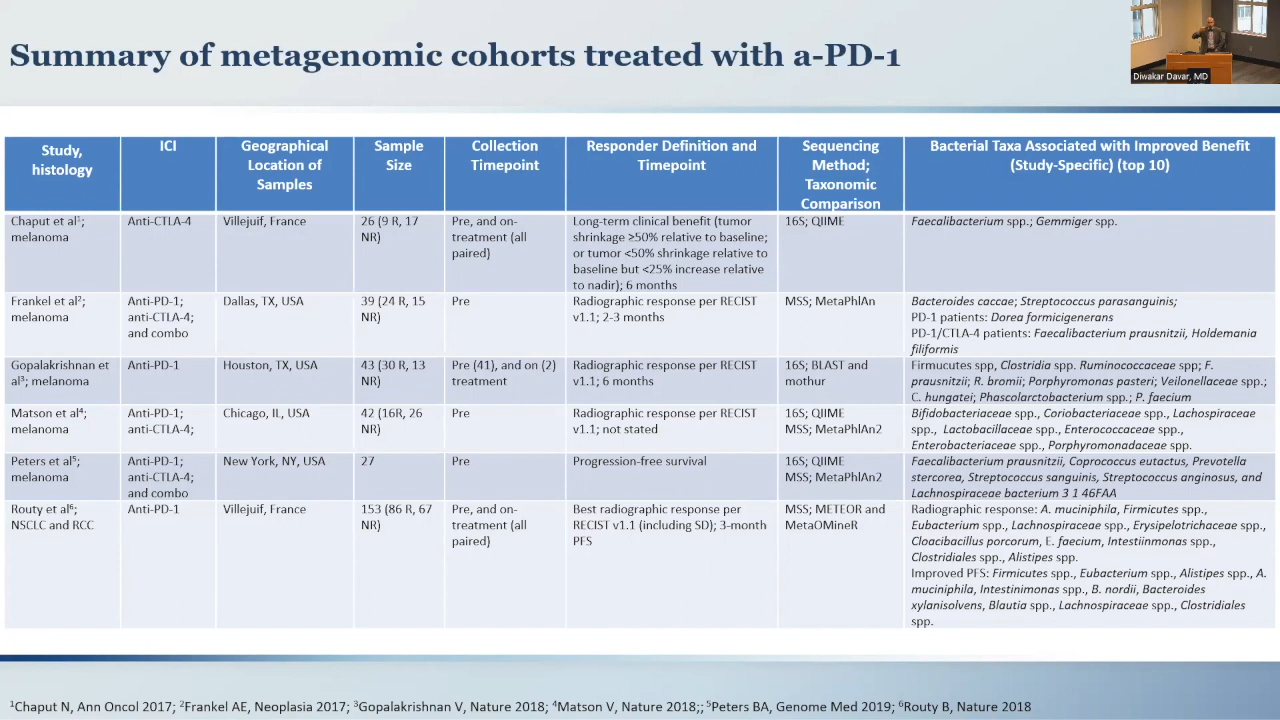 Summary of metagenomic cohorts treated with a-PD-1
Diwakar Davar, MD
Study,
histology
ICI
Geographical
Location of
Samples
Sample
Size
Collection
Timepoint
Responder Definition and
Timepoint
Sequencing
Method;
Taxonomic
Comparison
Bacterial Taxa Associated with Improved Benefit
(Study-Specific) (top 10)
Chaput et al¹;
melanoma
Anti-CTLA-4
Villejuif, France
26 (9 R, 17
NR)
Pre, and on-
treatment (all
paired)
Long-term clinical benefit (tumor
shrinkage ≥50% relative to baseline;
or tumor <50% shrinkage relative to
baseline but <25% increase relative
to nadir); 6 months
16S; QIIME
Faecalibacterium spp.; Gemmiger spp.
Frankel et al²;
melanoma
Anti-PD-1;
anti-CTLA-4;
and combo
Dallas, TX, USA
39 (24 R, 15
NR)
Pre
Radiographic response per RECIST
v1.1; 2-3 months
MSS; MetaPhlAn
Bacteroides caccae; Streptococcus parasanguinis;
PD-1 patients: Dorea formicigenerans
PD-1/CTLA-4 patients: Faecalibacterium prausnitzii, Holdemania
filiformis
Gopalakrishnan et
al³; melanoma
Anti-PD-1
Houston, TX, USA
43 (30 R, 13
NR)
Pre (41), and on (2)
treatment
Radiographic response per RECIST
v1.1; 6 months
16S; BLAST and
mothur
Firmucutes spp, Clostridia spp. Ruminococcaceae spp; F.
prausnitzii; R. bromii; Porphyromonas pasteri; Veilonellaceae spp.;
C. hungatei; Phascolarctobacterium spp.; P. faecium
Matson et al⁴;
melanoma
Anti-PD-1;
anti-CTLA-4;
Chicago, IL, USA
42 (16R, 26
NR)
Pre
Radiographic response per RECIST
v1.1; not stated
16S; QIIME
MSS; MetaPhlAn2
Bifidobacteriaceae spp., Coriobacteriaceae spp., Lachospiraceae
spp., Lactobacillaceae spp., Enterococcaceae spp.,
Enterobacteriaceae spp., Porphyromonadaceae spp.
Peters et al⁵;
melanoma
Anti-PD-1;
anti-CTLA-4;
and combo
New York, NY, USA
27
Pre
Progression-free survival
16S; QIIME
MSS; MetaPhlAn2
Faecalibacterium prausnitzii, Coprococcus eutactus, Prevotella
stercorea, Streptococcus sanguinis, Streptococcus anginosus, and
Lachnospiraceae bacterium 3 1 46FAA
Routy et al⁶;
NSCLC and RCC
Anti-PD-1
Villejuif, France
153 (86 R, 67
NR)
Pre, and on-
treatment (all
paired)
Best radiographic response per
RECIST v1.1 (including SD); 3-month
PFS
MSS; METEOR and
MetaOMineR
Radiographic response: A. muciniphila, Firmicutes spp.,
Eubacterium spp., Lachnospiraceae spp., Erysipelotrichaceae spp.,
Cloacibacillus porcorum, E. faecium, Intestiinmonas spp.,
Clostridiales spp., Alistipes spp.
Improved PFS: Firmicutes spp., Eubacterium spp., Alistipes spp., A.
muciniphila, Intestinimonas spp., B. nordii, Bacteroides
xylanisolvens, Blautia spp., Lachnospiraceae spp., Clostridiales
spp.
¹Chaput N, Ann Oncol 2017; ²Frankel AE, Neoplasia 2017; ³Gopalakrishnan V, Nature 2018; ⁴Matson V, Nature 2018;; ⁵Peters BA, Genome Med 2019; ⁶Routy B, Nature 2018